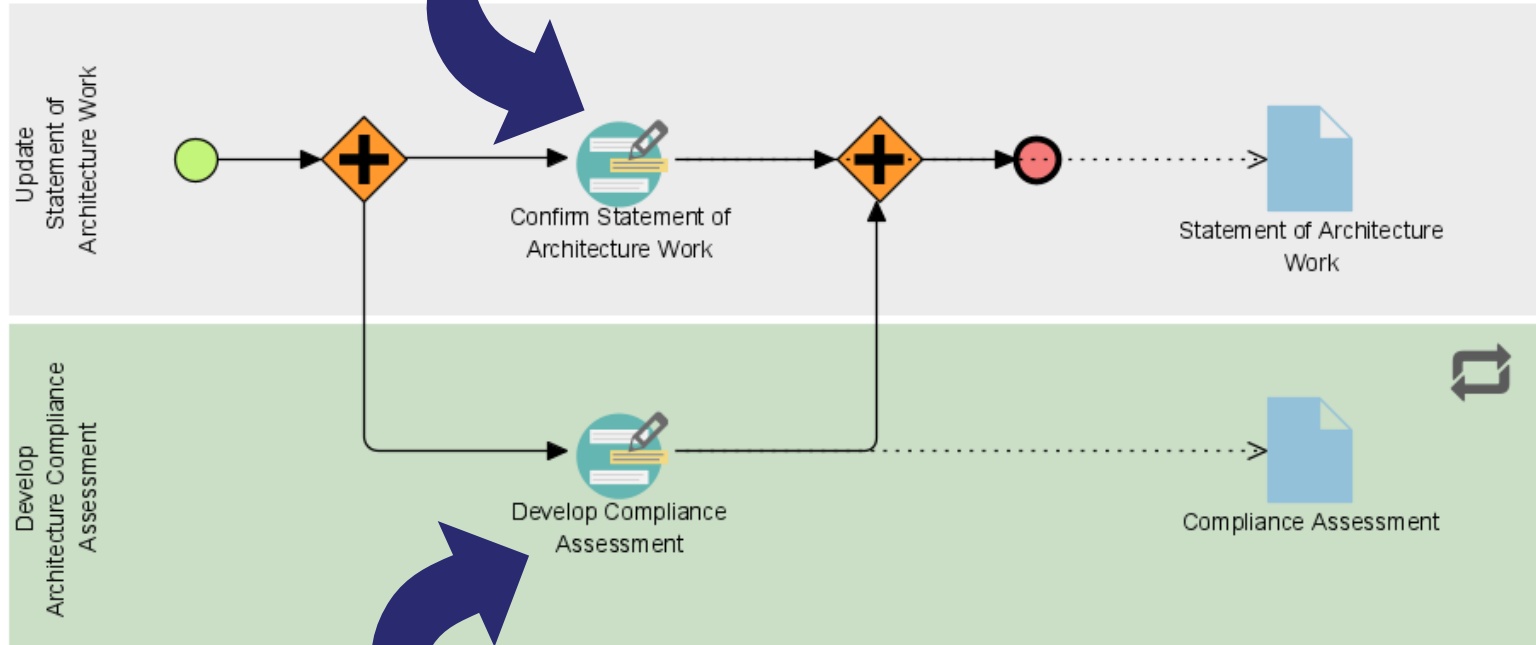 Update
Statement of
Architecture Work
Confirm Statement of
Architecture Work
Statement of Architecture
Work
Develop
Architecture Compliance
Assessment
Develop Compliance
Assessment
Compliance Assessment